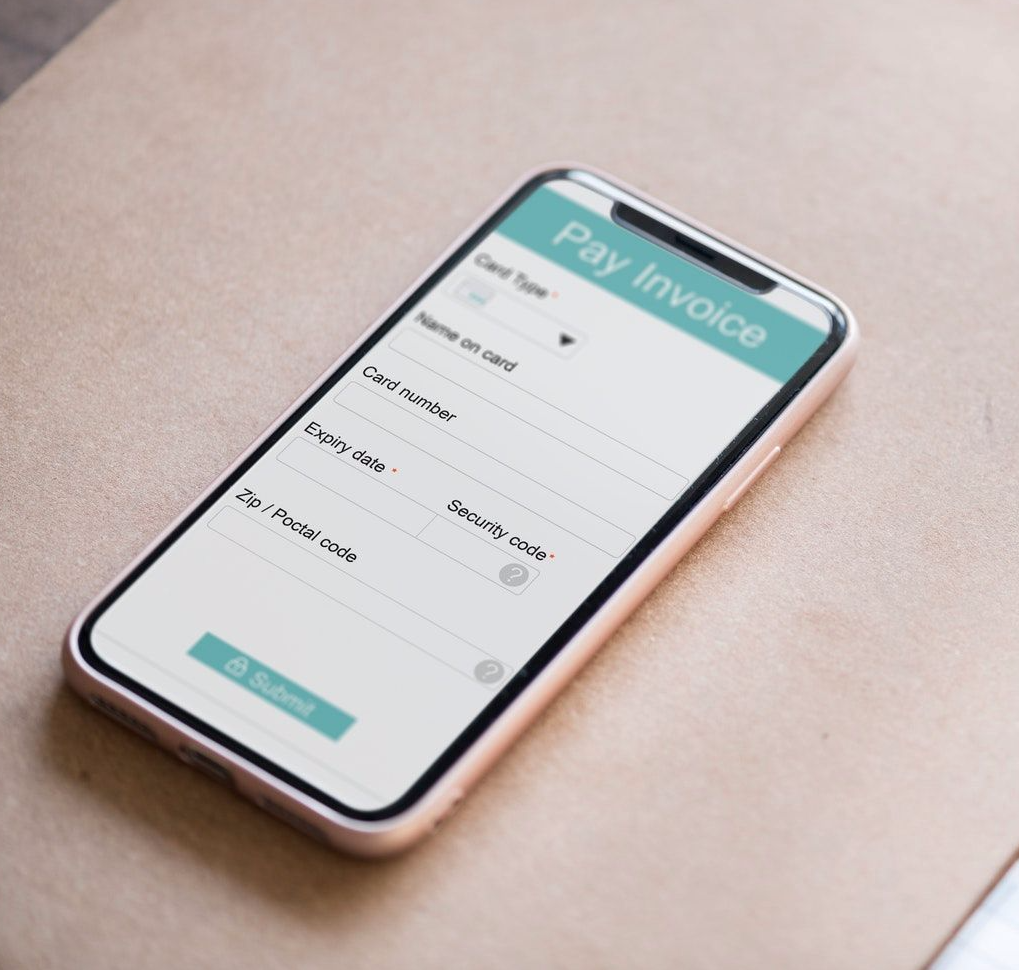 Pay Invoice
Card Type *
Name on card
Card number
Expiry date *
Security code *
?
Zip / Poctal code
?
Submit